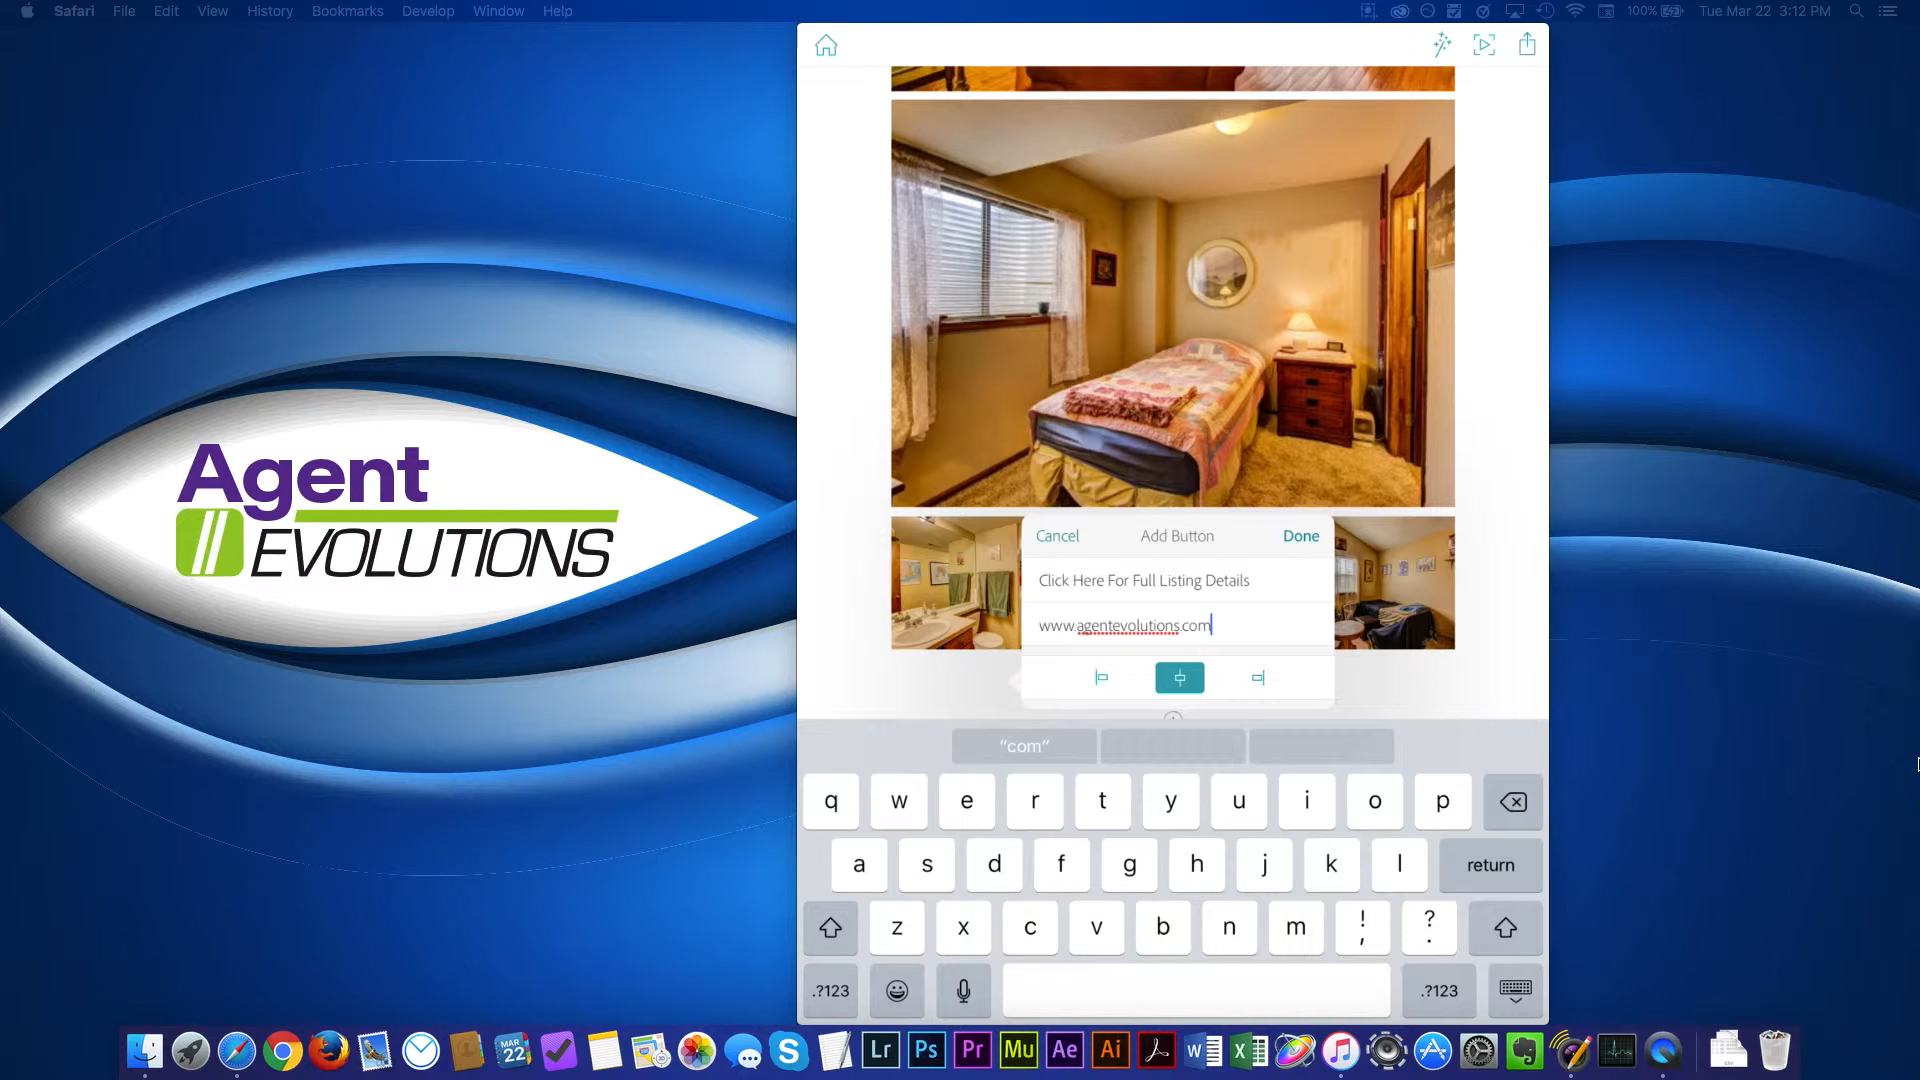 Safari File Edit View History Bookmarks Develop Window Help
100% Tue Mar 22 3:12 PM
Agent
EVOLUTIONS
Cancel Add Button Done
Click Here For Full Listing Details
www.agentevolutions.com
"com"
q w e r t y u i o p
a s d f g h j k l return
z x c v b n m ! , ? .
.?123 .?123
MAR 22 S Lr Ps Pr Mu Ae Ai W X